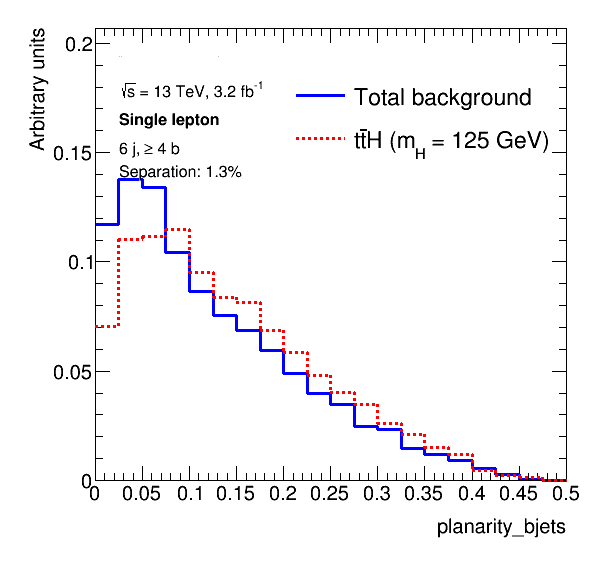 Arbitrary units
0.2
0.15
0.1
0.05
0
√s = 13 TeV, 3.2 fb⁻¹
Single lepton
6 j, ≥ 4 b
Separation: 1.3%
Total background
tt̄H (m_H = 125 GeV)
0 0.05 0.1 0.15 0.2 0.25 0.3 0.35 0.4 0.45 0.5
planarity_bjets